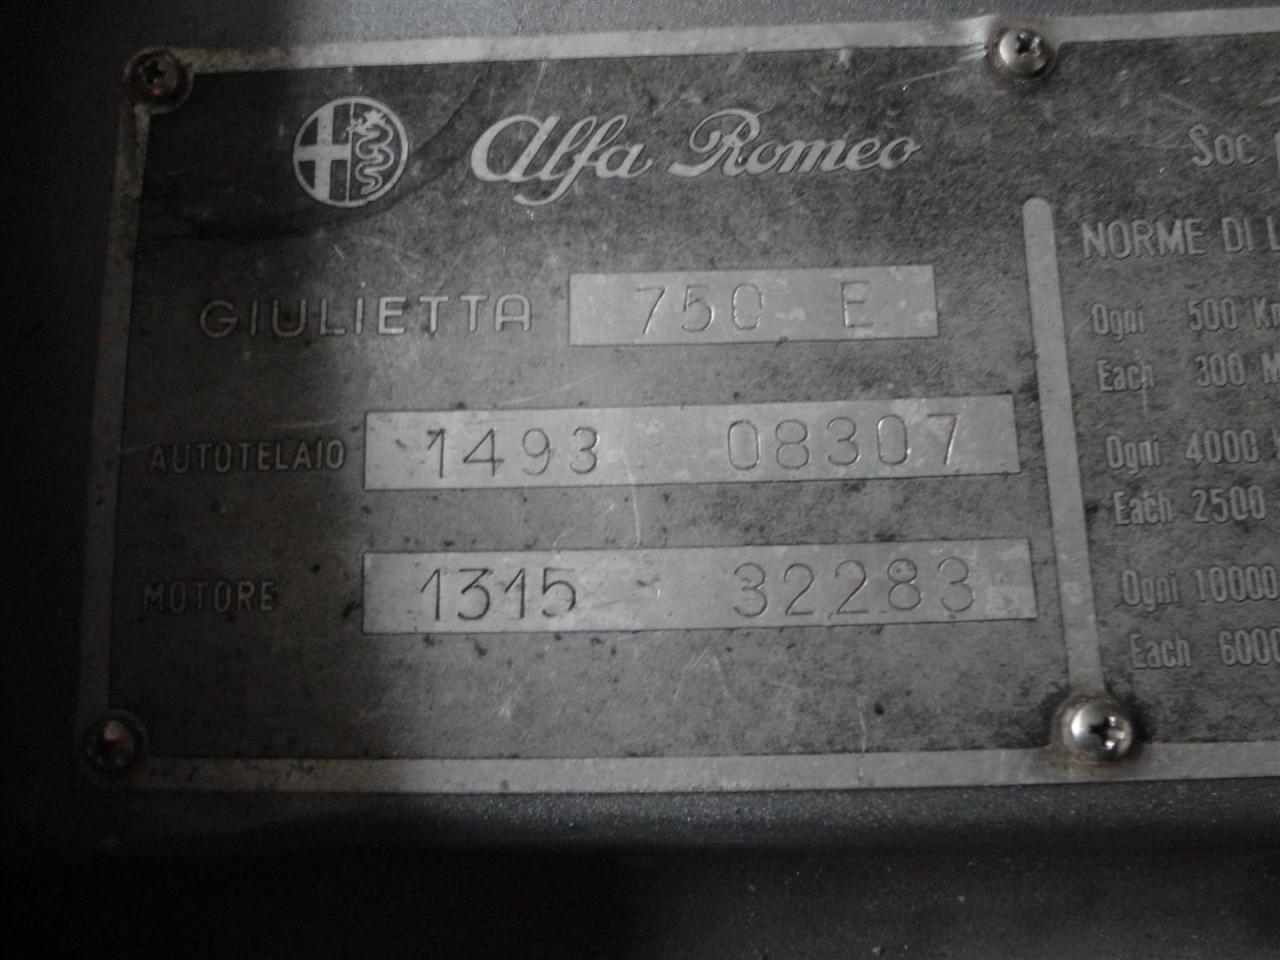 Alfa Romeo
GIULIETTA 750 E
AUTOTELAIO 1493 08307
MOTORE 1315 32283
Soc.
NORME DI
Ogni 500 Km
Each 300
Ogni 4000
Each 2500
Ogni 10000
Each 6000